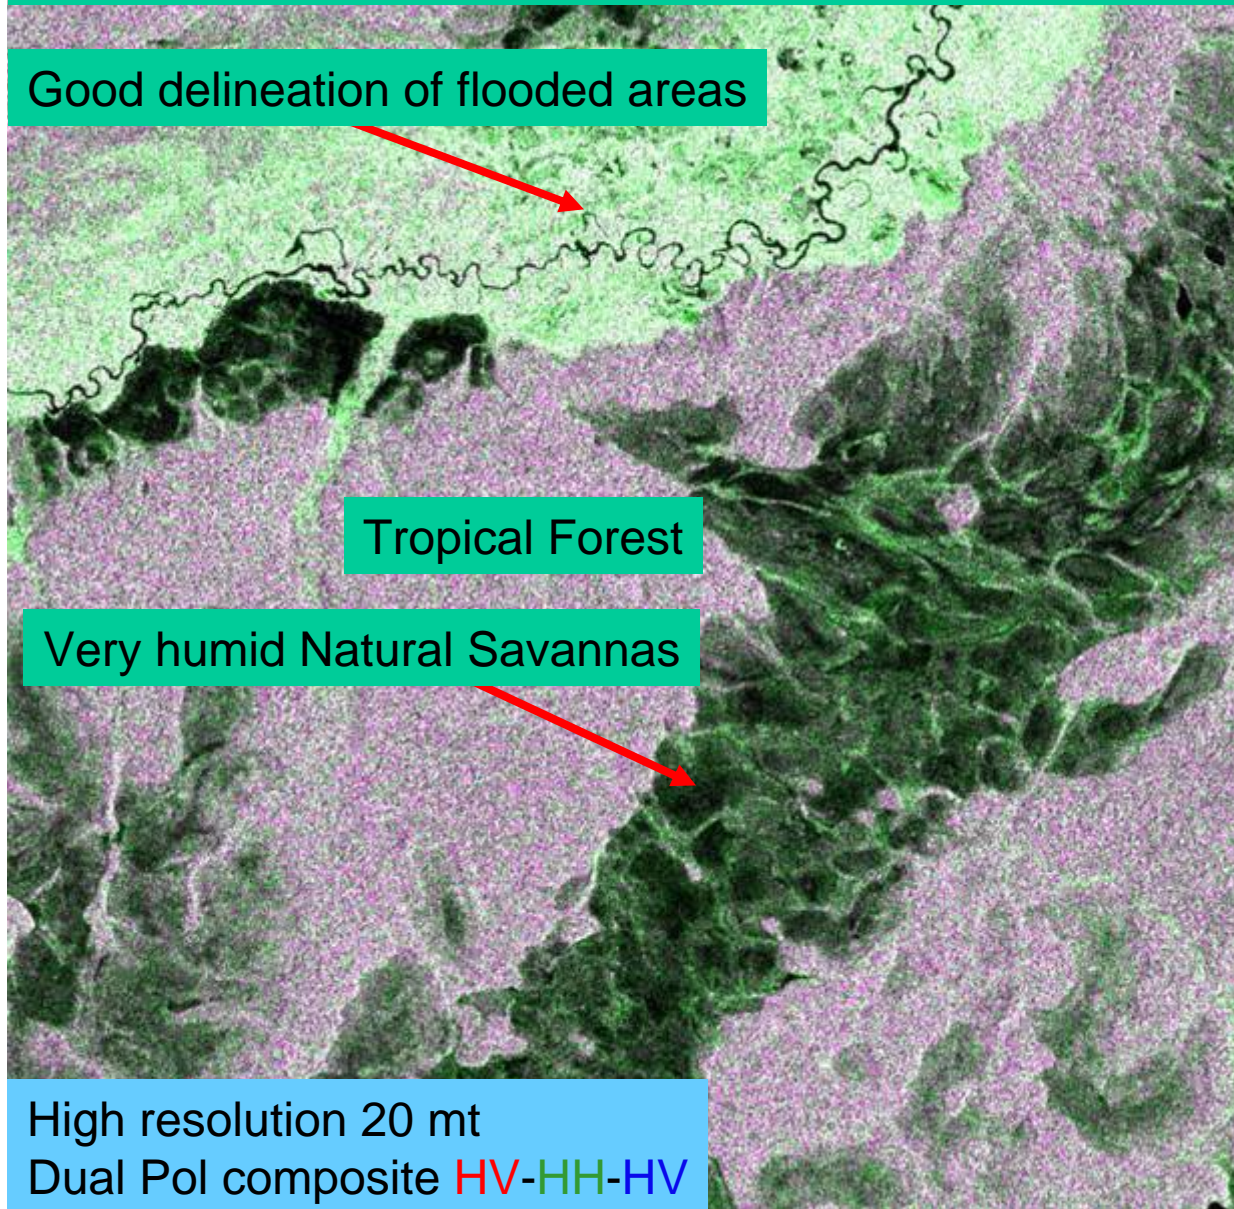 Good delineation of flooded areas
Tropical Forest
Very humid Natural Savannas
High resolution 20 mt
Dual Pol composite HV-HH-HV